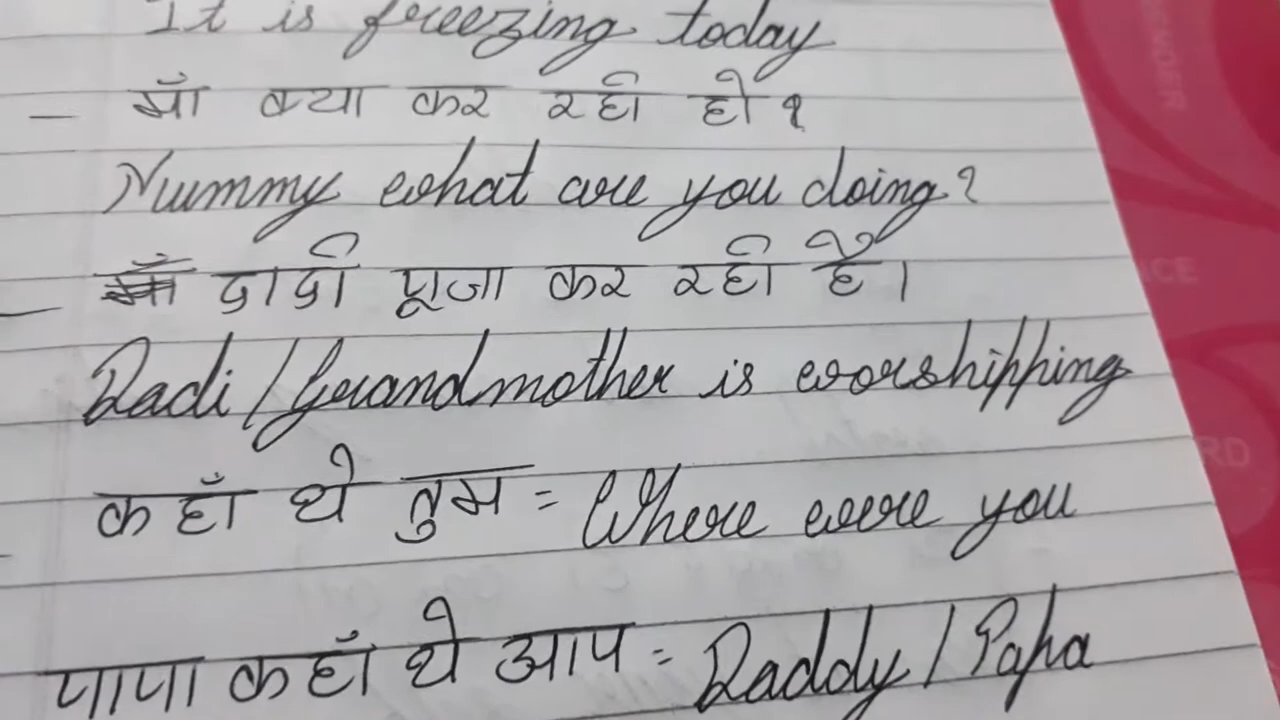 It is freezing today
— माँ क्या कर रही हो?
Mummy what are you doing?
— दादी पूजा कर रही हैं।
Dadi / Grandmother is worshipping
कहाँ थे तुम = Where were you
पापा कहाँ थे आप = Daddy / Papa